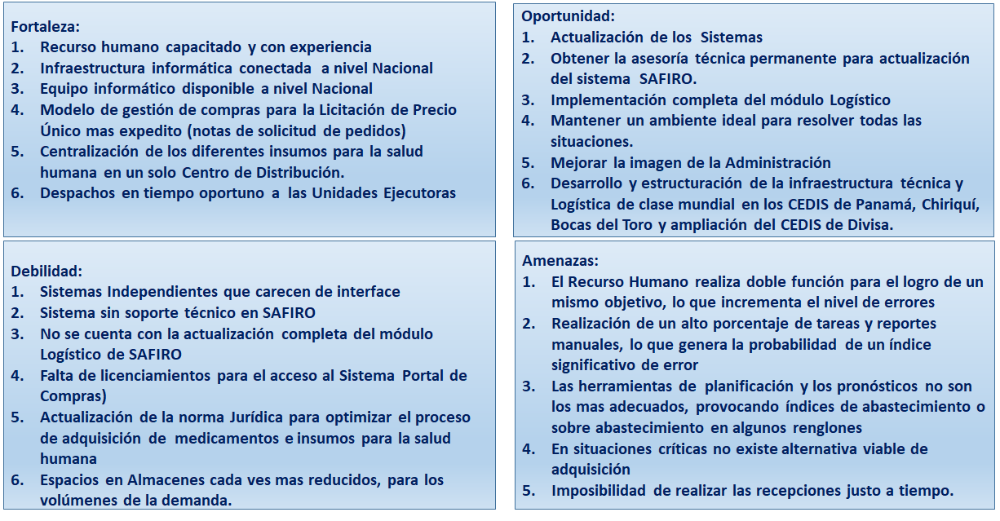 Fortaleza:
1. Recurso humano capacitado y con experiencia
2. Infraestructura informática conectada a nivel Nacional
3. Equipo informático disponible a nivel Nacional
4. Modelo de gestión de compras para la Licitación de Precio
Único mas expedito (notas de solicitud de pedidos)
5. Centralización de los diferentes insumos para la salud
humana en un solo Centro de Distribución.
6. Despachos en tiempo oportuno a las Unidades Ejecutoras
Oportunidad:
1. Actualización de los Sistemas
2. Obtener la asesoría técnica permanente para actualización
del sistema SAFIRO.
3. Implementación completa del módulo Logístico
4. Mantener un ambiente ideal para resolver todas las
situaciones.
5. Mejorar la imagen de la Administración
6. Desarrollo y estructuración de la infraestructura técnica y
Logística de clase mundial en los CEDIS de Panamá, Chiriquí,
Bocas del Toro y ampliación del CEDIS de Divisa.
Debilidad:
1. Sistemas Independientes que carecen de interface
2. Sistema sin soporte técnico en SAFIRO
3. No se cuenta con la actualización completa del módulo
Logístico de SAFIRO
4. Falta de licenciamientos para el acceso al Sistema Portal de
Compras)
5. Actualización de la norma Jurídica para optimizar el proceso
de adquisición de medicamentos e insumos para la salud
humana
6. Espacios en Almacenes cada ves mas reducidos, para los
volúmenes de la demanda.
Amenazas:
1. El Recurso Humano realiza doble función para el logro de un
mismo objetivo, lo que incrementa el nivel de errores
2. Realización de un alto porcentaje de tareas y reportes
manuales, lo que genera la probabilidad de un índice
significativo de error
3. Las herramientas de planificación y los pronósticos no son
los mas adecuados, provocando índices de abastecimiento o
sobre abastecimiento en algunos renglones
4. En situaciones críticas no existe alternativa viable de
adquisición
5. Imposibilidad de realizar las recepciones justo a tiempo.